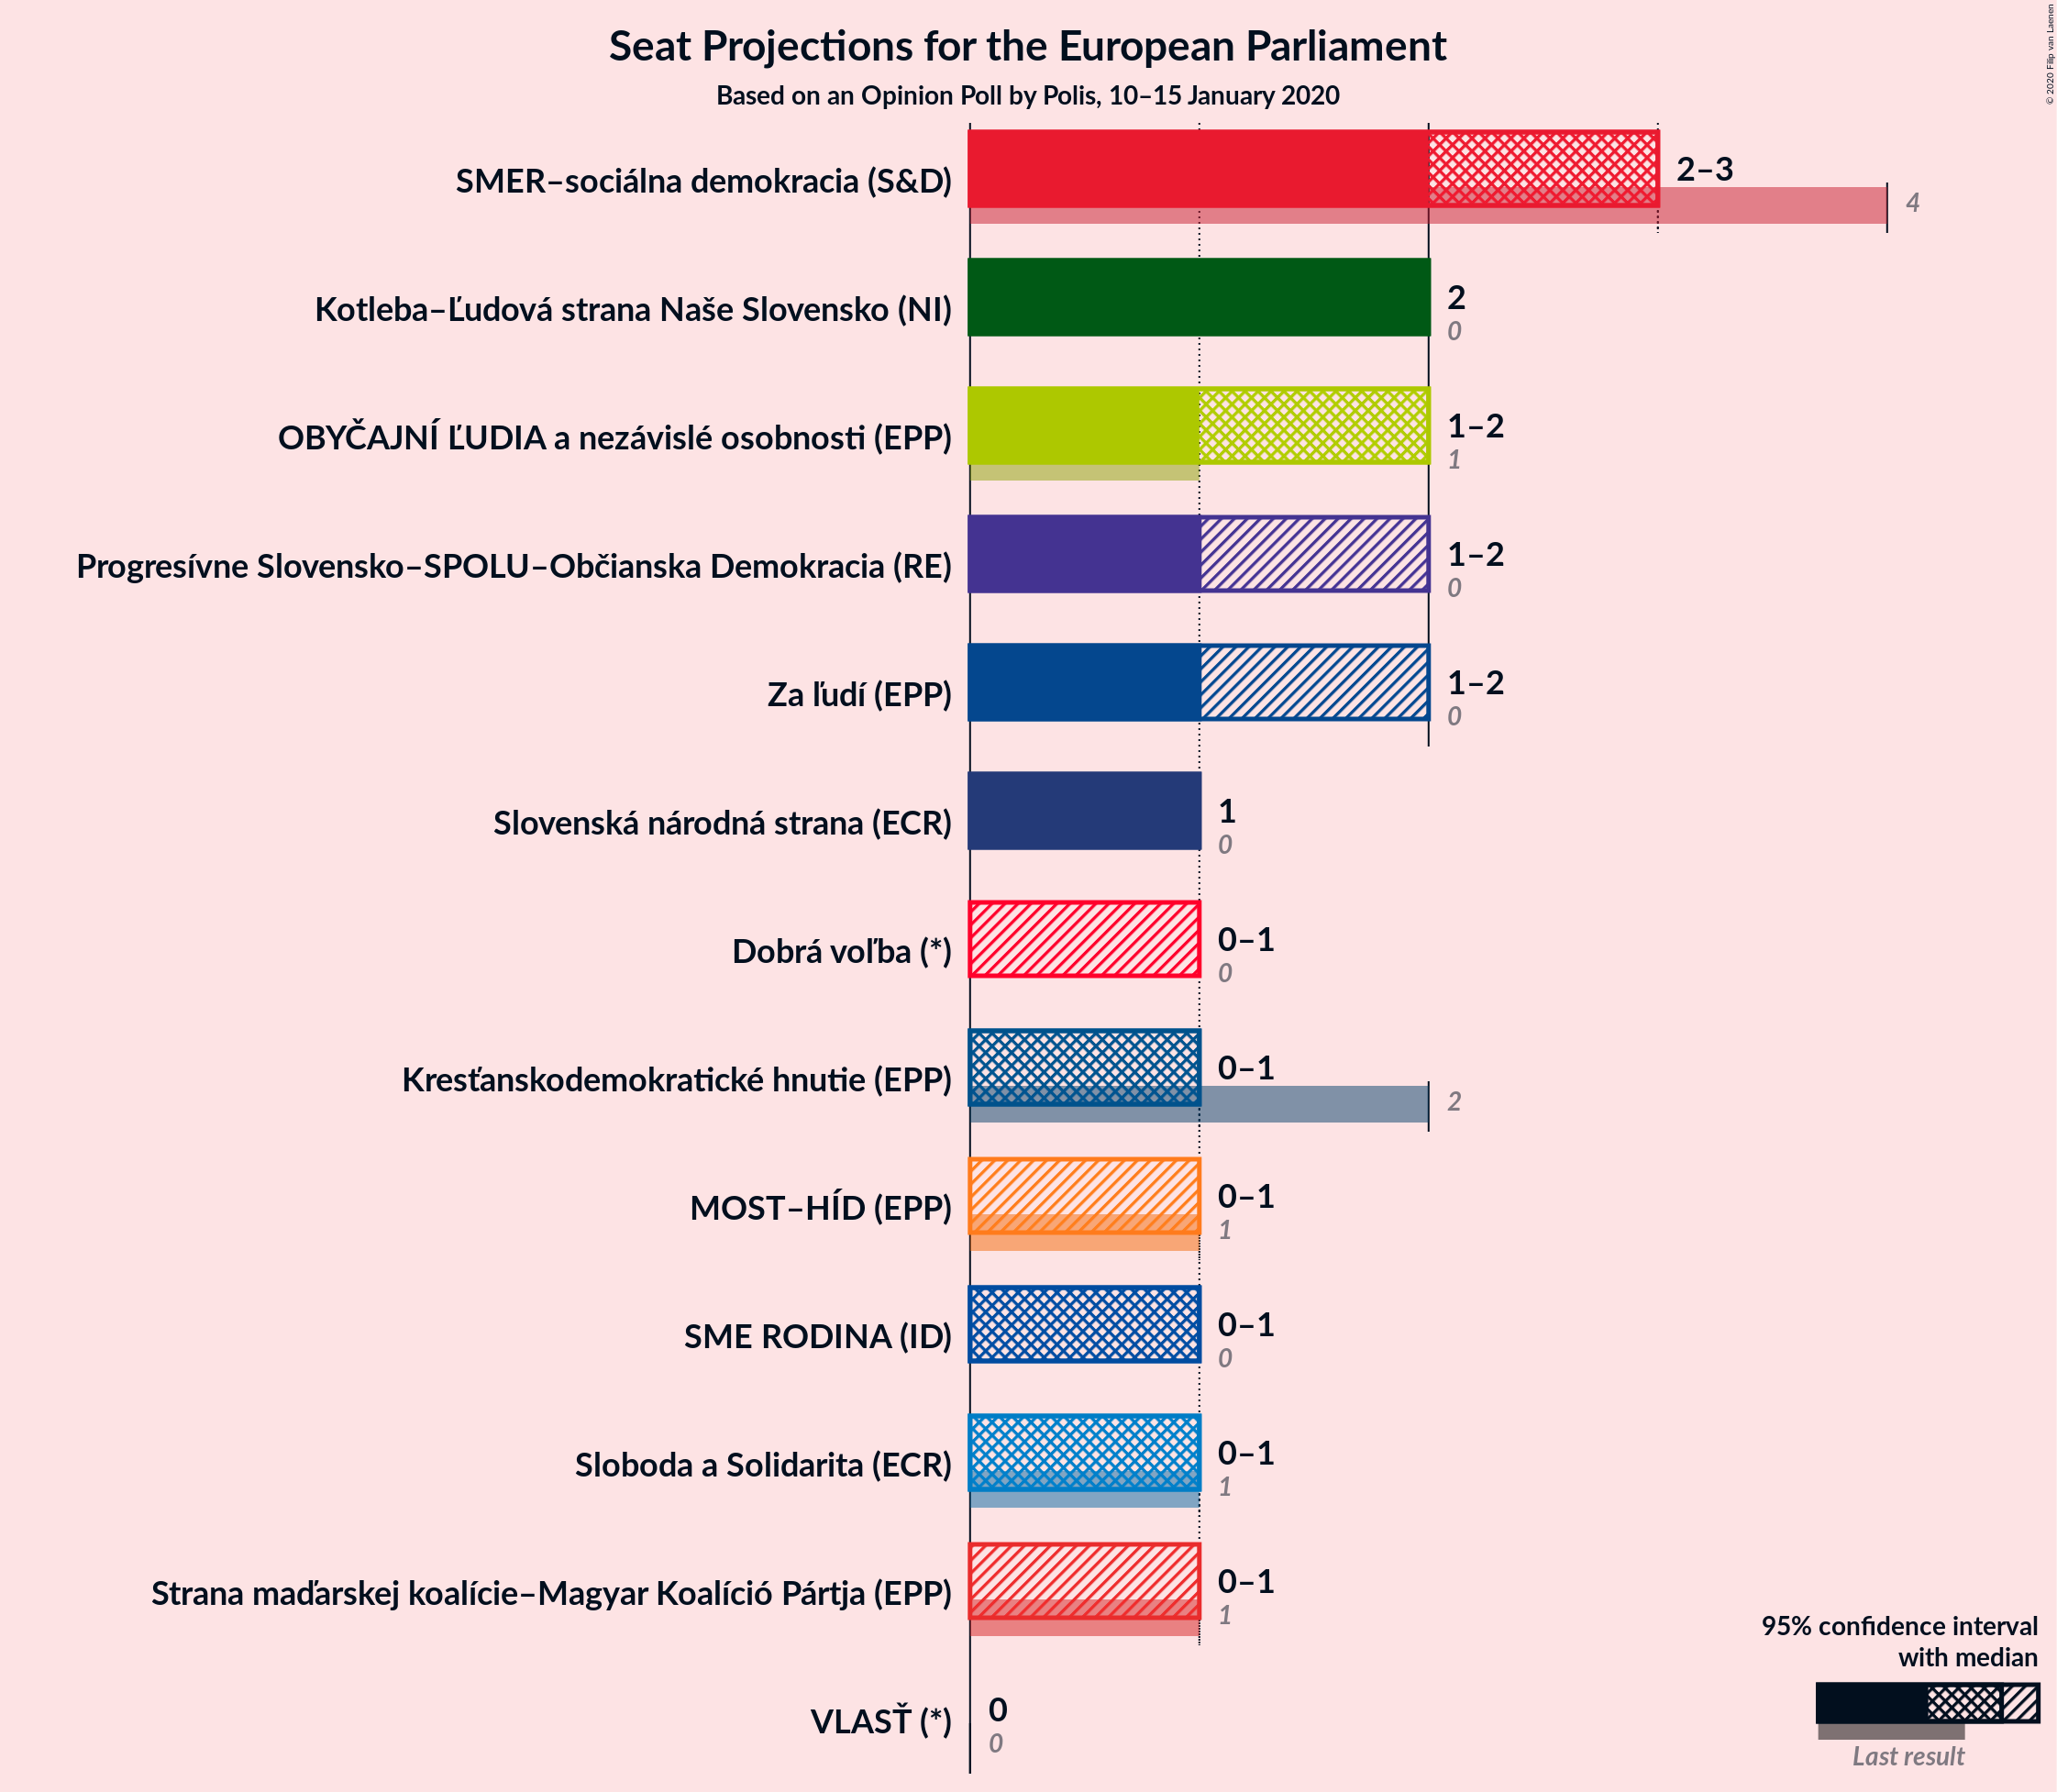 Seat Projections for the European Parliament
Based on an Opinion Poll by Polis, 10–15 January 2020
© 2020 Filip van Laenen
SMER–sociálna demokracia (S&D)
2–3
4
Kotleba–Ľudová strana Naše Slovensko (NI)
2
0
OBYČAJNÍ ĽUDIA a nezávislé osobnosti (EPP)
1–2
1
Progresívne Slovensko–SPOLU–Občianska Demokracia (RE)
1–2
0
Za ľudí (EPP)
1–2
0
Slovenská národná strana (ECR)
1
0
Dobrá voľba (*)
0–1
0
Kresťanskodemokratické hnutie (EPP)
0–1
2
MOST–HÍD (EPP)
0–1
1
SME RODINA (ID)
0–1
0
Sloboda a Solidarita (ECR)
0–1
1
Strana maďarskej koalície–Magyar Koalíció Pártja (EPP)
0–1
1
VLASŤ (*)
0
0
95% confidence interval
with median
Last result